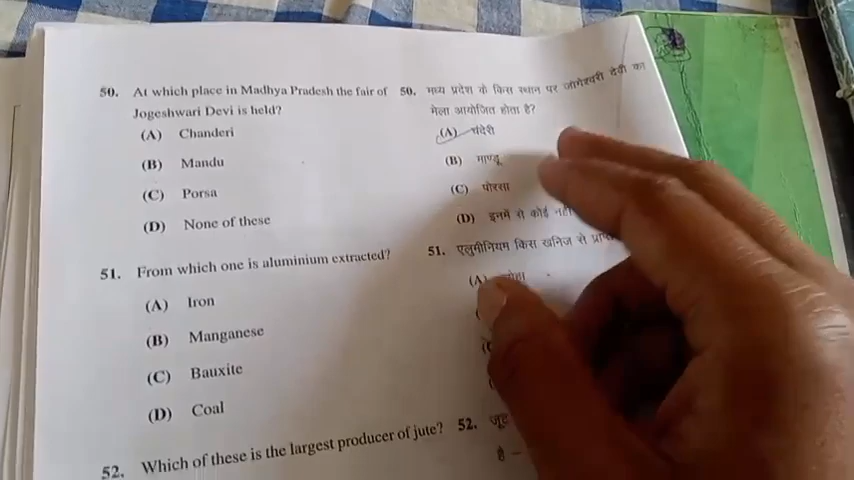 50. At which place in Madhya Pradesh the fair of
Jogeshwari Devi is held?
(A) Chanderi
(B) Mandu
(C) Porsa
(D) None of these
51. From which one is aluminium extracted?
(A) Iron
(B) Manganese
(C) Bauxite
(D) Coal
52. Which of these is the largest producer of jute?
50. मध्य प्रदेश के किस स्थान पर जोगेश्वरी देवी का
मेला आयोजित होता है?
(A) चंदेरी
(B) माण्डू
(C) पोरसा
(D) इनमें से कोई नहीं
51. एलुमीनियम किस खनिज से
(A) लोहा
52. जूट
है –